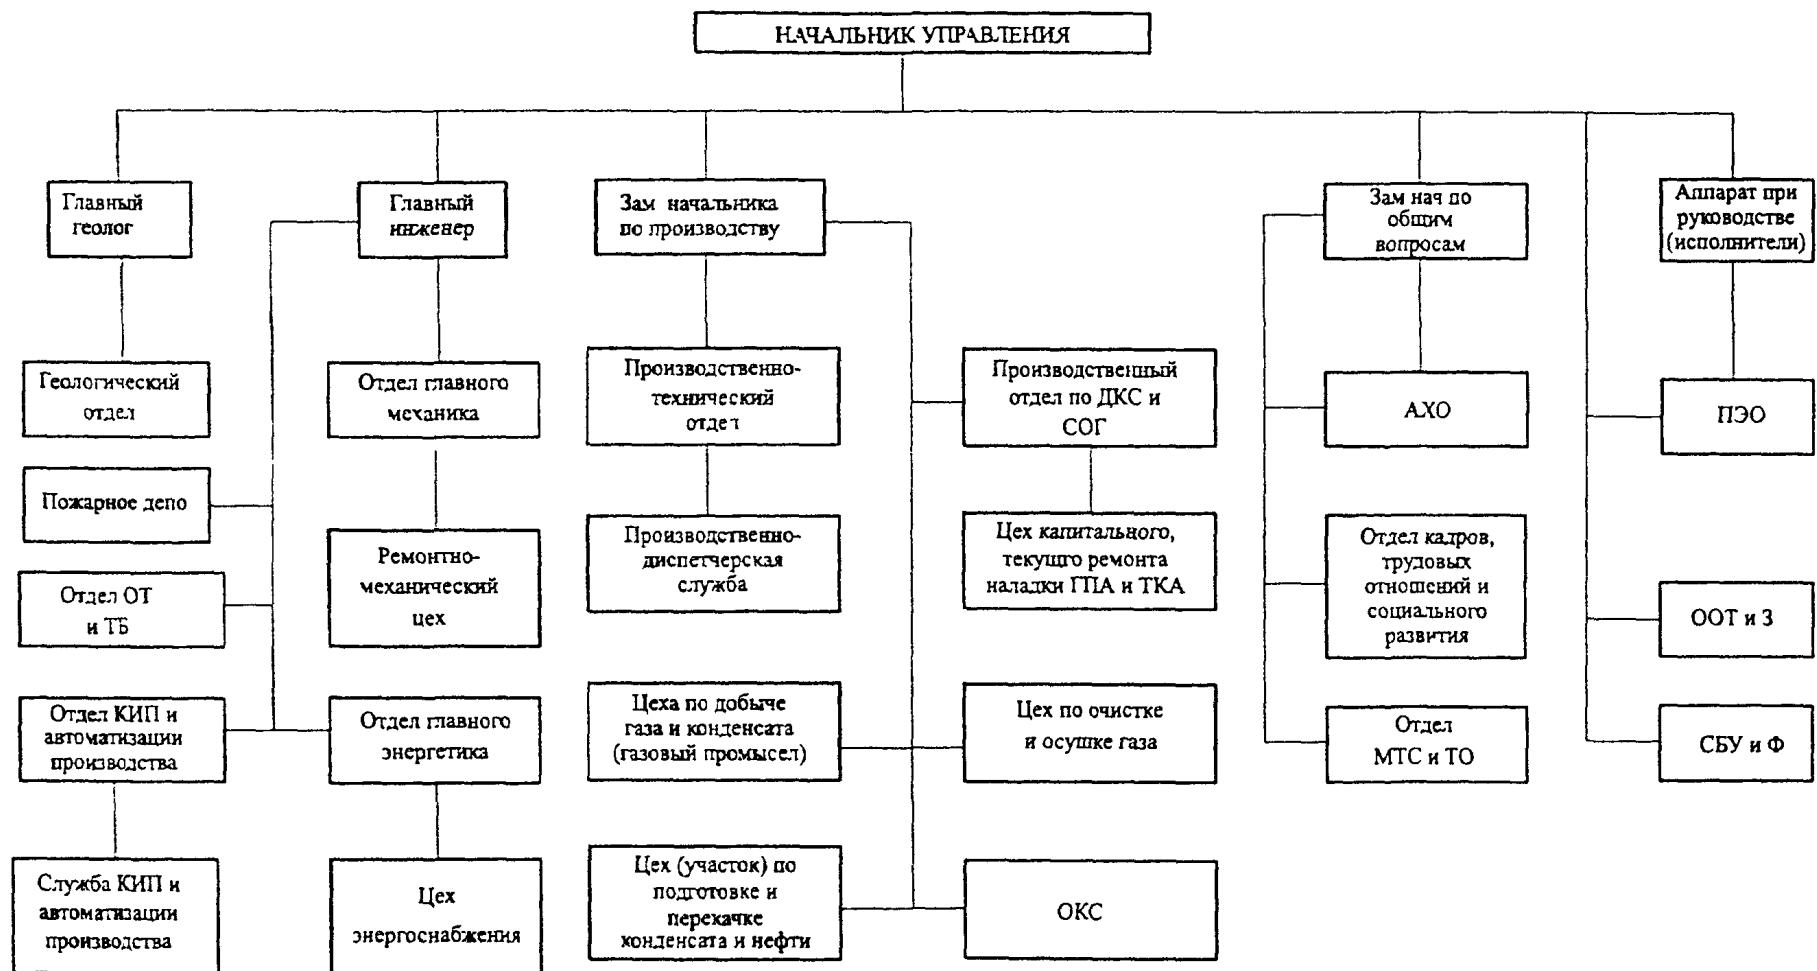 НАЧАЛЬНИК УПРАВЛЕНИЯ
Главный
геолог
Главный
инженер
Зам начальника
по производству
Зам нач по
общим
вопросам
Аппарат при
руководстве
(исполнители)
Геологический
отдел
Отдел главного
механика
Производственно-
технический
отдел
Производственный
отдел по ДКС и
СОГ
АХО
ПЭО
Пожарное депо
Ремонтно-
механический
цех
Производственно-
диспетчерская
служба
Цех капитального,
текущго ремонта
наладки ГПА и ТКА
Отдел кадров,
трудовых
отношений и
социального
развития
Отдел ОТ
и ТБ
ООТ и З
Отдел КИП и
автоматизации
производства
Отдел главного
энергетика
Цеха по добыче
газа и конденсата
(газовый промысел)
Цех по очистке
и осушке газа
Отдел
МТС и ТО
СБУ и Ф
Служба КИП и
автоматизации
производства
Цех
энергоснабжения
Цех (участок) по
подготовке и
перекачке
конденсата и нефти
ОКС